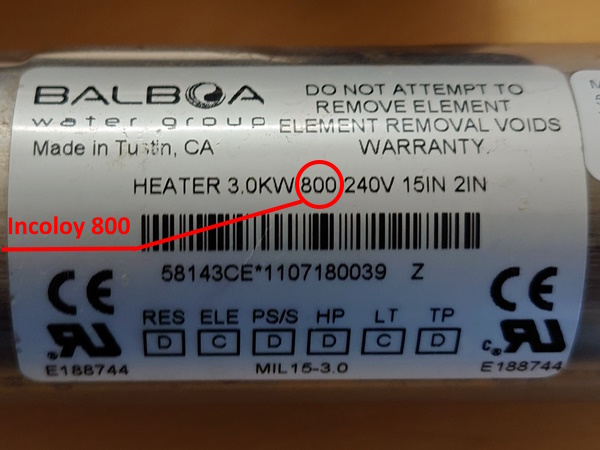 BALBOA
water group
Made in Tustin, CA
DO NOT ATTEMPT TO
REMOVE ELEMENT
ELEMENT REMOVAL VOIDS
WARRANTY.
HEATER 3.0KW 800 240V 15IN 2IN
Incoloy 800
58143CE*1107180039 Z
CE
CE
RES ELE PS/S HP LT TP
D C D D C D
E188744
MIL15-3.0
E188744